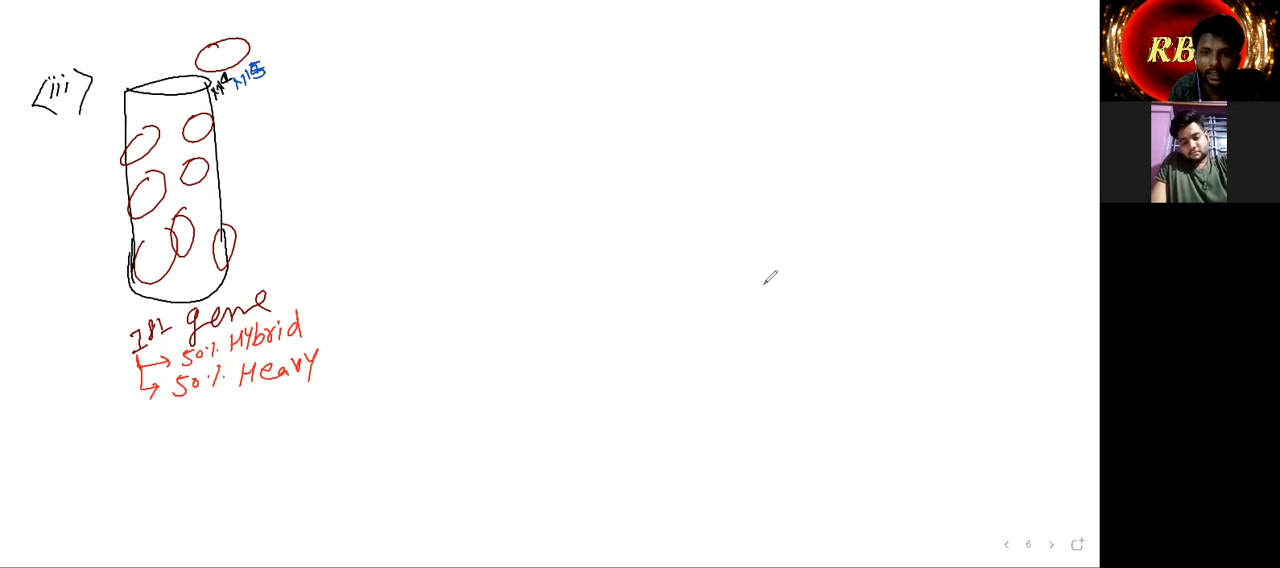 (iii)
N15
1st gene
→ 50% Hybrid
→ 50% Heavy
RB
6